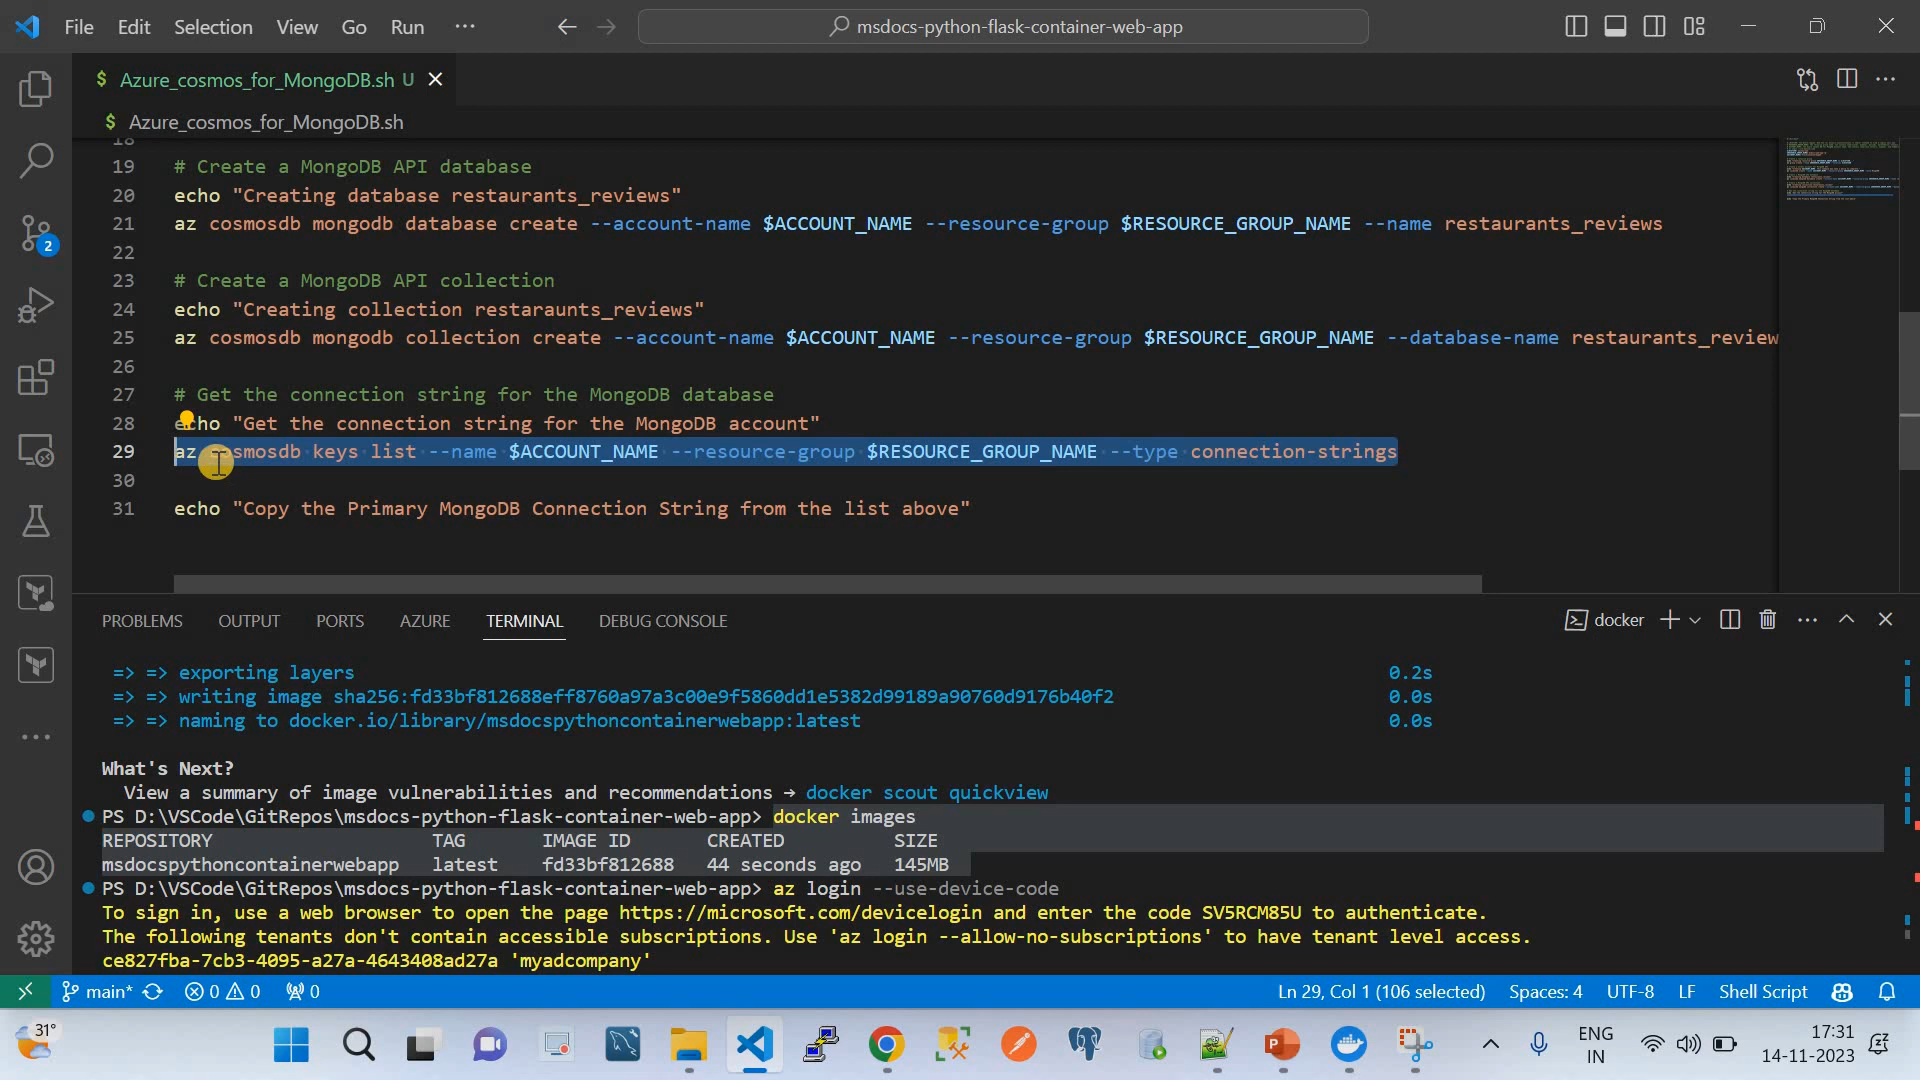 File Edit Selection View Go Run ···
msdocs-python-flask-container-web-app
$ Azure_cosmos_for_MongoDB.sh U
$ Azure_cosmos_for_MongoDB.sh
18
19 # Create a MongoDB API database
20 echo "Creating database restaurants_reviews"
21 az cosmosdb mongodb database create --account-name $ACCOUNT_NAME --resource-group $RESOURCE_GROUP_NAME --name restaurants_reviews
22
23 # Create a MongoDB API collection
24 echo "Creating collection restaraunts_reviews"
25 az cosmosdb mongodb collection create --account-name $ACCOUNT_NAME --resource-group $RESOURCE_GROUP_NAME --database-name restaurants_review
26
27 # Get the connection string for the MongoDB database
28 echo "Get the connection string for the MongoDB account"
29 az cosmosdb keys list --name $ACCOUNT_NAME --resource-group $RESOURCE_GROUP_NAME --type connection-strings
30
31 echo "Copy the Primary MongoDB Connection String from the list above"
2
PROBLEMS OUTPUT PORTS AZURE TERMINAL DEBUG CONSOLE docker
=> => exporting layers 0.2s
=> => writing image sha256:fd33bf812688eff8760a97a3c00e9f5860dd1e5382d99189a90760d9176b40f2 0.0s
=> => naming to docker.io/library/msdocspythoncontainerwebapp:latest 0.0s
What's Next?
View a summary of image vulnerabilities and recommendations → docker scout quickview
PS D:\VSCode\GitRepos\msdocs-python-flask-container-web-app> docker images
REPOSITORY TAG IMAGE ID CREATED SIZE
msdocspythoncontainerwebapp latest fd33bf812688 44 seconds ago 145MB
PS D:\VSCode\GitRepos\msdocs-python-flask-container-web-app> az login --use-device-code
To sign in, use a web browser to open the page https://microsoft.com/devicelogin and enter the code SV5RCM85U to authenticate.
The following tenants don't contain accessible subscriptions. Use 'az login --allow-no-subscriptions' to have tenant level access.
ce827fba-7cb3-4095-a27a-4643408ad27a 'myadcompany'
main* 0 0 0 Ln 29, Col 1 (106 selected) Spaces: 4 UTF-8 LF Shell Script
31° ENG IN 17:31 14-11-2023